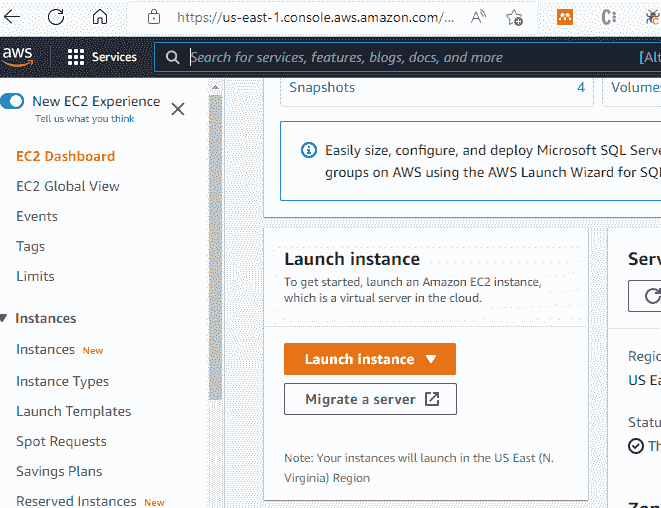 https://us-east-1.console.aws.amazon.com/...
aws
Services
Search for services, features, blogs, docs, and more
[Alt
New EC2 Experience
Tell us what you think
EC2 Dashboard
EC2 Global View
Events
Tags
Limits
Instances
Instances New
Instance Types
Launch Templates
Spot Requests
Savings Plans
Reserved Instances New
Snapshots 4
Volumes
Easily size, configure, and deploy Microsoft SQL Serve
groups on AWS using the AWS Launch Wizard for SQL
Launch instance
To get started, launch an Amazon EC2 instance,
which is a virtual server in the cloud.
Launch instance
Migrate a server
Note: Your instances will launch in the US East (N.
Virginia) Region
Serv
Regio
US Ea
Statu
Th